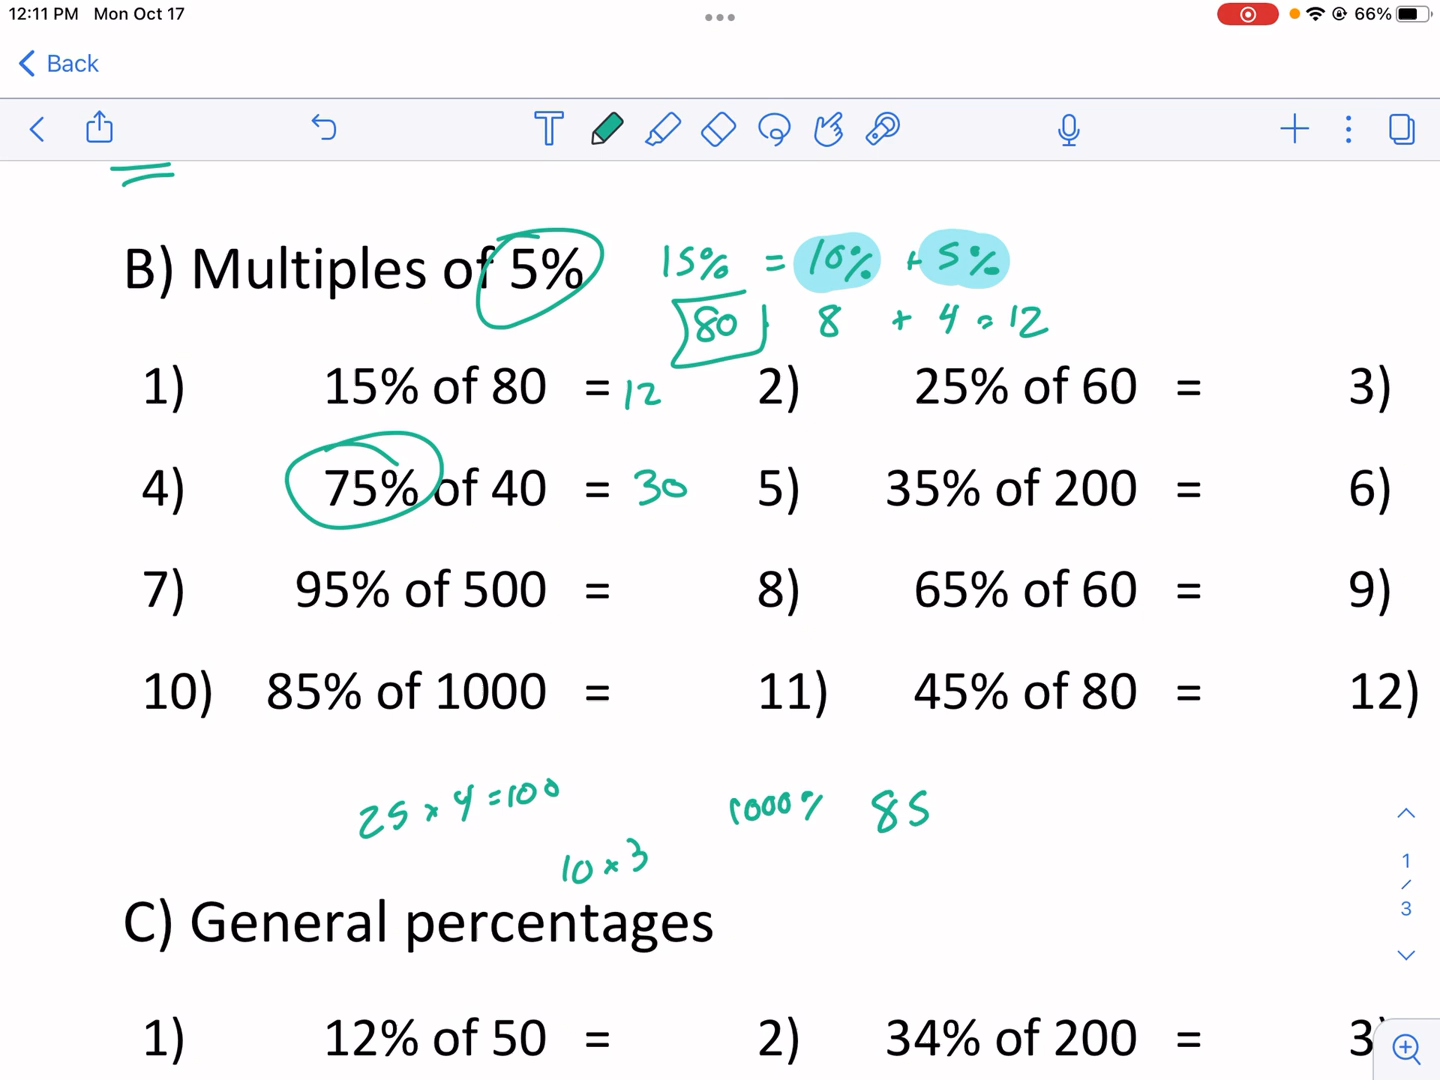 12:11 PM Mon Oct 17
66%
Back
B) Multiples of 5% 15% = 10% + 5%
80 8 + 4 = 12
1) 15% of 80 = 12 2) 25% of 60 = 3)
4) 75% of 40 = 30 5) 35% of 200 = 6)
7) 95% of 500 = 8) 65% of 60 = 9)
10) 85% of 1000 = 11) 45% of 80 = 12)
25 × 4 = 100 1000% 85
10 × 3
1
/
3
C) General percentages
1) 12% of 50 = 2) 34% of 200 = 3)